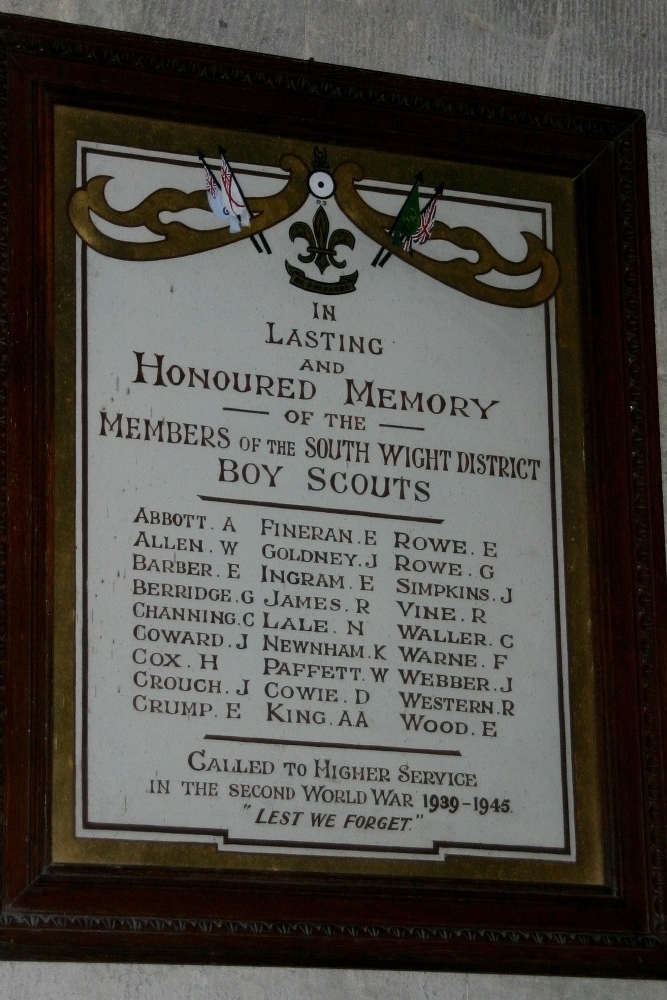 IN
LASTING
AND
HONOURED MEMORY
OF THE
MEMBERS OF THE SOUTH WIGHT DISTRICT
BOY SCOUTS
ABBOTT. A FINERAN. E ROWE. E
ALLEN. W GOLDNEY. J ROWE. G
BARBER. E INGRAM. E SIMPKINS. J
BERRIDGE. G JAMES. R VINE. R
CHANNING. C LALE. N WALLER. C
COWARD. J NEWNHAM. K WARNE. F
COX. H PAFFETT. W WEBBER. J
CROUCH. J COWIE. D WESTERN. R
CRUMP. E KING. AA WOOD. E
CALLED TO HIGHER SERVICE
IN THE SECOND WORLD WAR 1939-1945.
"LEST WE FORGET."